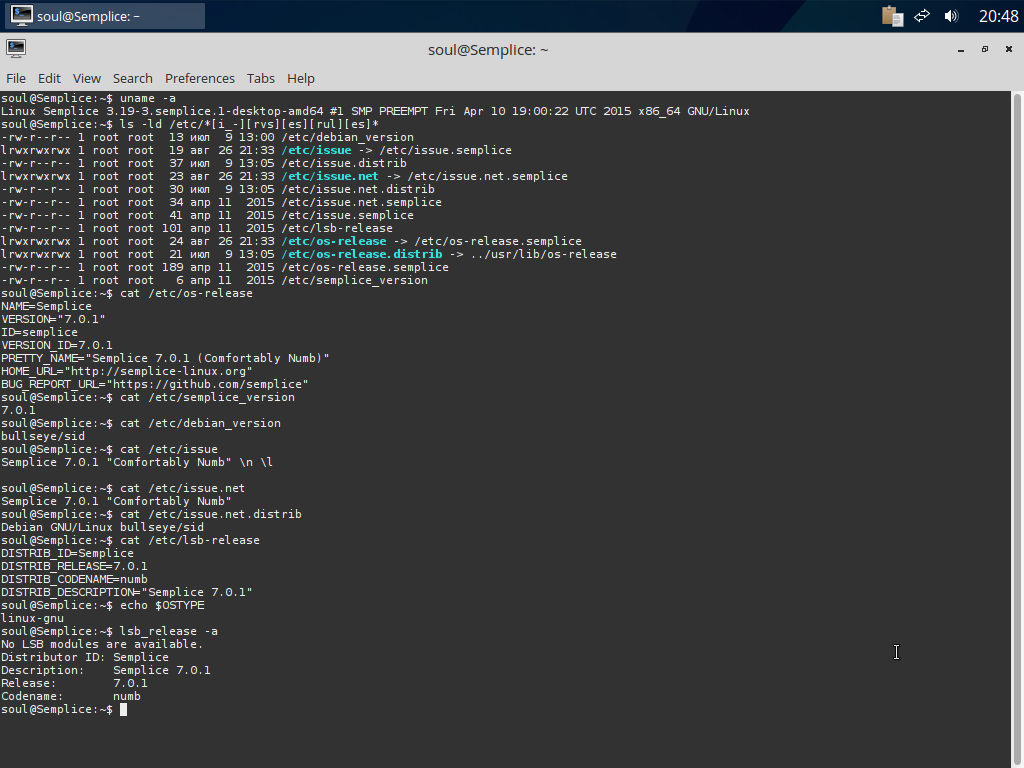 soul@Semplice: ~
20:48
soul@Semplice: ~
File Edit View Search Preferences Tabs Help
soul@Semplice:~$ uname -a
Linux Semplice 3.19-3.semplice.1-desktop-amd64 #1 SMP PREEMPT Fri Apr 10 19:00:22 UTC 2015 x86_64 GNU/Linux
soul@Semplice:~$ ls -ld /etc/*[i_-][rvs][es][rul][es]*
-rw-r--r-- 1 root root  13 июл  9 13:00 /etc/debian_version
lrwxrwxrwx 1 root root  19 авг 26 21:33 /etc/issue -> /etc/issue.semplice
-rw-r--r-- 1 root root  37 июл  9 13:05 /etc/issue.distrib
lrwxrwxrwx 1 root root  23 авг 26 21:33 /etc/issue.net -> /etc/issue.net.semplice
-rw-r--r-- 1 root root  30 июл  9 13:05 /etc/issue.net.distrib
-rw-r--r-- 1 root root  34 апр 11  2015 /etc/issue.net.semplice
-rw-r--r-- 1 root root  41 апр 11  2015 /etc/issue.semplice
-rw-r--r-- 1 root root 101 апр 11  2015 /etc/lsb-release
lrwxrwxrwx 1 root root  24 авг 26 21:33 /etc/os-release -> /etc/os-release.semplice
lrwxrwxrwx 1 root root  21 июл  9 13:05 /etc/os-release.distrib -> ../usr/lib/os-release
-rw-r--r-- 1 root root 189 апр 11  2015 /etc/os-release.semplice
-rw-r--r-- 1 root root   6 апр 11  2015 /etc/semplice_version
soul@Semplice:~$ cat /etc/os-release
NAME=Semplice
VERSION="7.0.1"
ID=semplice
VERSION_ID=7.0.1
PRETTY_NAME="Semplice 7.0.1 (Comfortably Numb)"
HOME_URL="http://semplice-linux.org"
BUG_REPORT_URL="https://github.com/semplice"
soul@Semplice:~$ cat /etc/semplice_version
7.0.1
soul@Semplice:~$ cat /etc/debian_version
bullseye/sid
soul@Semplice:~$ cat /etc/issue
Semplice 7.0.1 "Comfortably Numb" \n \l
soul@Semplice:~$ cat /etc/issue.net
Semplice 7.0.1 "Comfortably Numb"
soul@Semplice:~$ cat /etc/issue.net.distrib
Debian GNU/Linux bullseye/sid
soul@Semplice:~$ cat /etc/lsb-release
DISTRIB_ID=Semplice
DISTRIB_RELEASE=7.0.1
DISTRIB_CODENAME=numb
DISTRIB_DESCRIPTION="Semplice 7.0.1"
soul@Semplice:~$ echo $OSTYPE
linux-gnu
soul@Semplice:~$ lsb_release -a
No LSB modules are available.
Distributor ID: Semplice
Description:    Semplice 7.0.1
Release:        7.0.1
Codename:       numb
soul@Semplice:~$